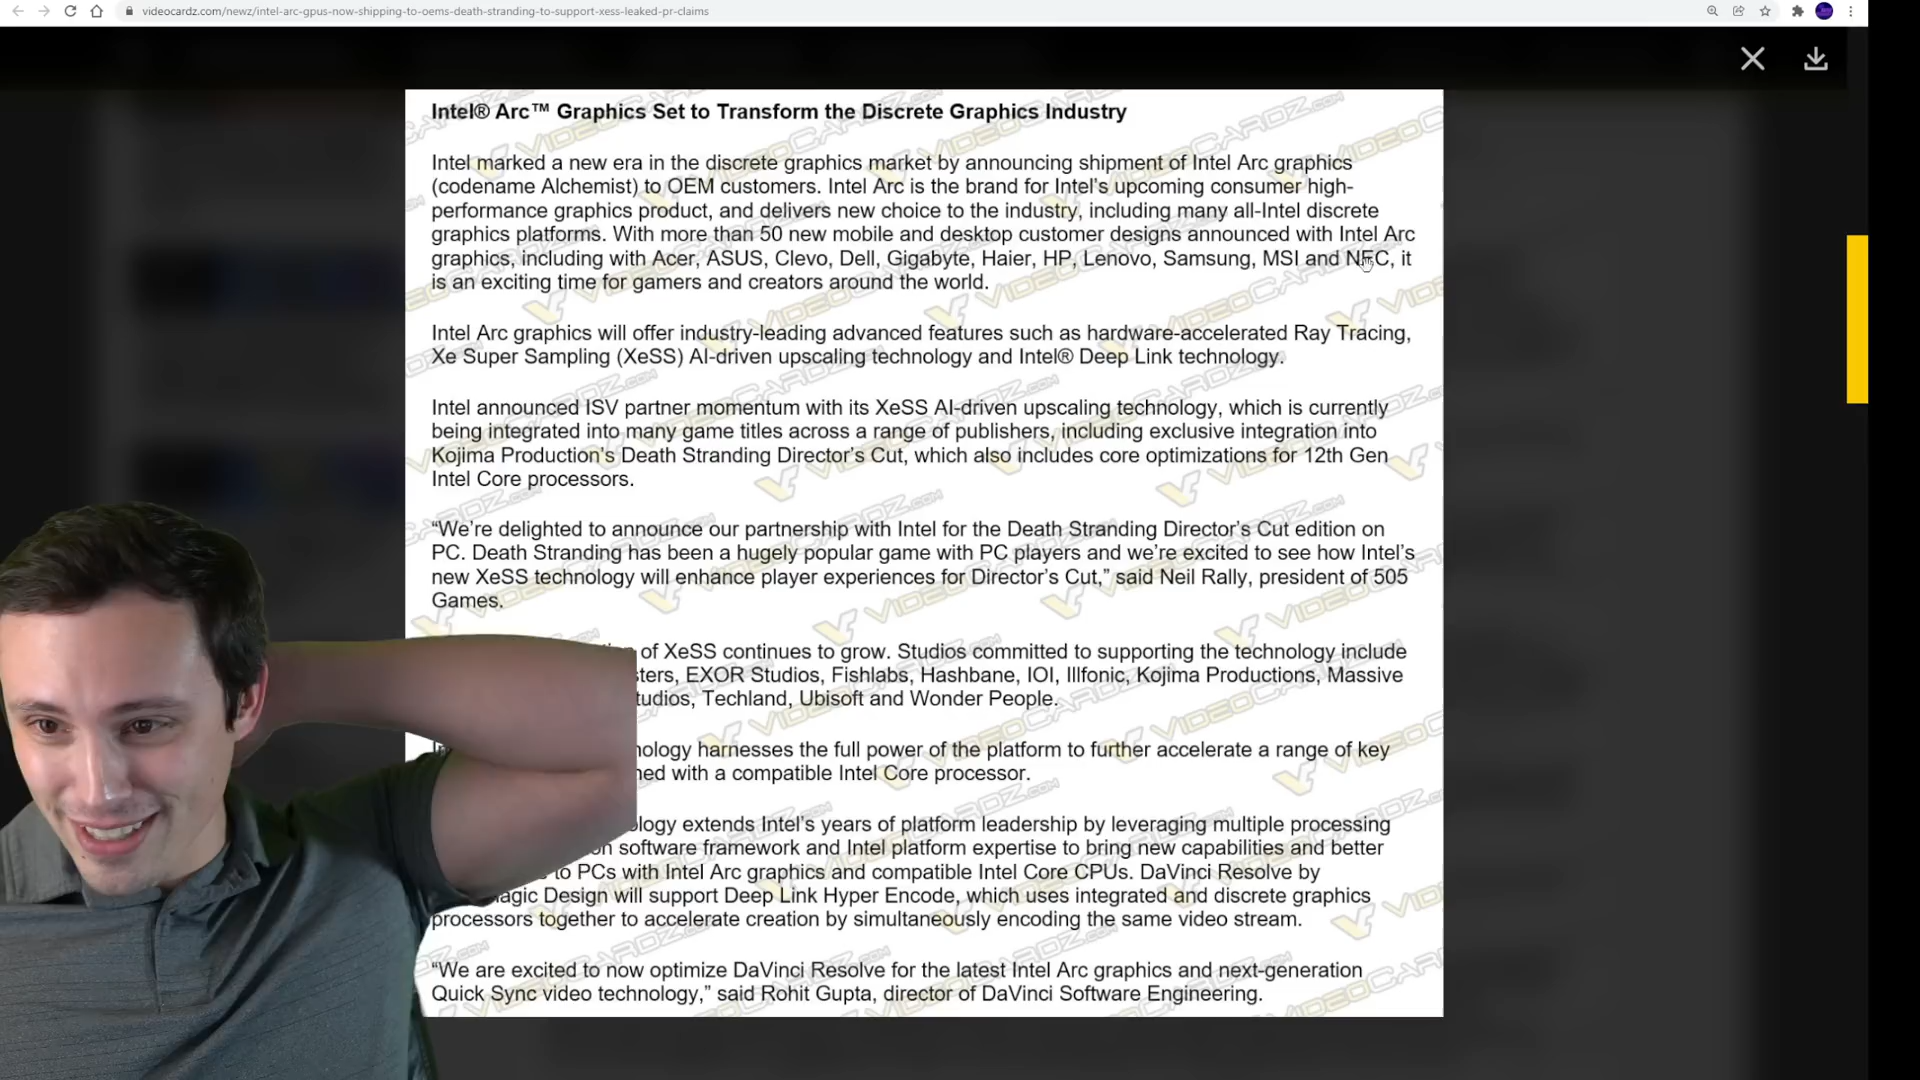 videocardz.com/newz/intel-arc-gpus-now-shipping-to-oems-death-stranding-to-support-xess-leaked-pr-claims
Intel® Arc™ Graphics Set to Transform the Discrete Graphics Industry
Intel marked a new era in the discrete graphics market by announcing shipment of Intel Arc graphics
(codename Alchemist) to OEM customers. Intel Arc is the brand for Intel's upcoming consumer high-
performance graphics product, and delivers new choice to the industry, including many all-Intel discrete
graphics platforms. With more than 50 new mobile and desktop customer designs announced with Intel Arc
graphics, including with Acer, ASUS, Clevo, Dell, Gigabyte, Haier, HP, Lenovo, Samsung, MSI and NEC, it
is an exciting time for gamers and creators around the world.
Intel Arc graphics will offer industry-leading advanced features such as hardware-accelerated Ray Tracing,
Xe Super Sampling (XeSS) AI-driven upscaling technology and Intel® Deep Link technology.
Intel announced ISV partner momentum with its XeSS AI-driven upscaling technology, which is currently
being integrated into many game titles across a range of publishers, including exclusive integration into
Kojima Production's Death Stranding Director's Cut, which also includes core optimizations for 12th Gen
Intel Core processors.
“We're delighted to announce our partnership with Intel for the Death Stranding Director's Cut edition on
PC. Death Stranding has been a hugely popular game with PC players and we're excited to see how Intel's
new XeSS technology will enhance player experiences for Director's Cut,” said Neil Rally, president of 505
Games.
of XeSS continues to grow. Studios committed to supporting the technology include
sters, EXOR Studios, Fishlabs, Hashbane, IOI, Illfonic, Kojima Productions, Massive
tudios, Techland, Ubisoft and Wonder People.
nology harnesses the full power of the platform to further accelerate a range of key
ned with a compatible Intel Core processor.
ology extends Intel's years of platform leadership by leveraging multiple processing
on software framework and Intel platform expertise to bring new capabilities and better
to PCs with Intel Arc graphics and compatible Intel Core CPUs. DaVinci Resolve by
agic Design will support Deep Link Hyper Encode, which uses integrated and discrete graphics
processors together to accelerate creation by simultaneously encoding the same video stream.
“We are excited to now optimize DaVinci Resolve for the latest Intel Arc graphics and next-generation
Quick Sync video technology,” said Rohit Gupta, director of DaVinci Software Engineering.